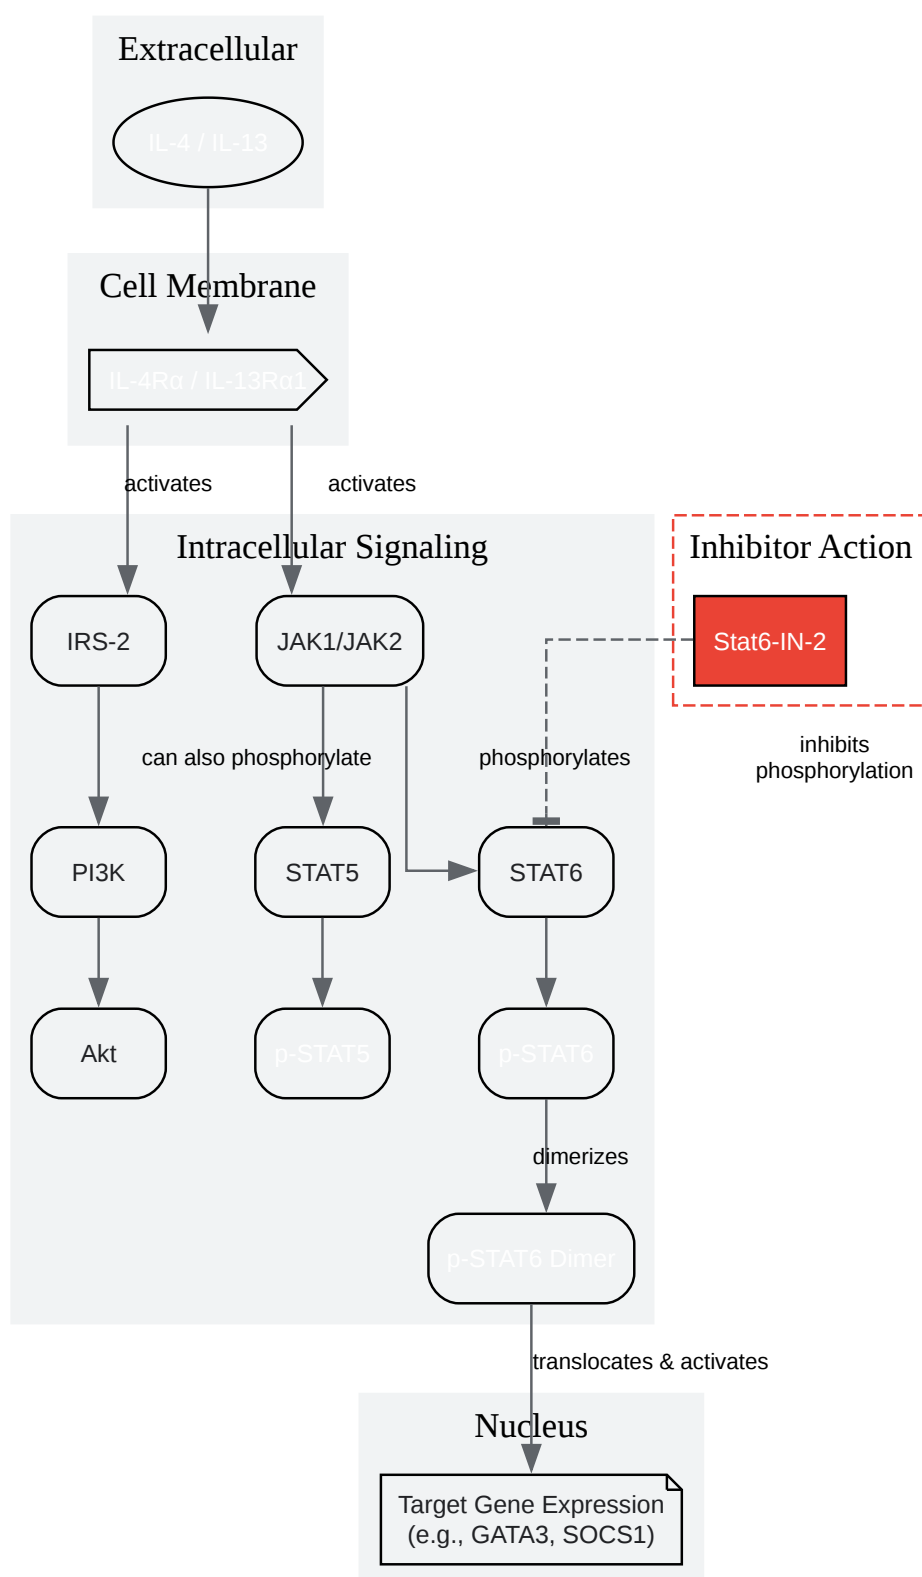 Extracellular
IL-4 / IL-13
Cell Membrane
IL-4Rα / IL-13Rα1
activates
activates
Intracellular Signaling
Inhibitor Action
IRS-2
JAK1/JAK2
Stat6-IN-2
can also phosphorylate
phosphorylates
inhibits
phosphorylation
PI3K
STAT5
STAT6
Akt
p-STAT5
p-STAT6
dimerizes
p-STAT6 Dimer
translocates & activates
Nucleus
Target Gene Expression
(e.g., GATA3, SOCS1)